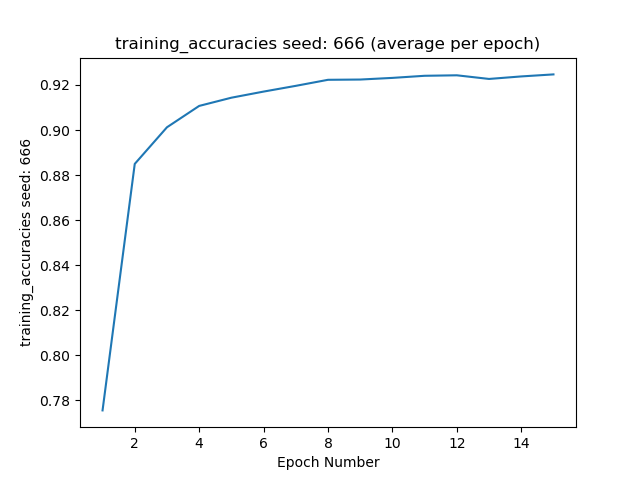 training_accuracies seed: 666 (average per epoch)
training_accuracies seed: 666
0.92
0.90
0.88
0.86
0.84
0.82
0.80
0.78
2 4 6 8 10 12 14
Epoch Number